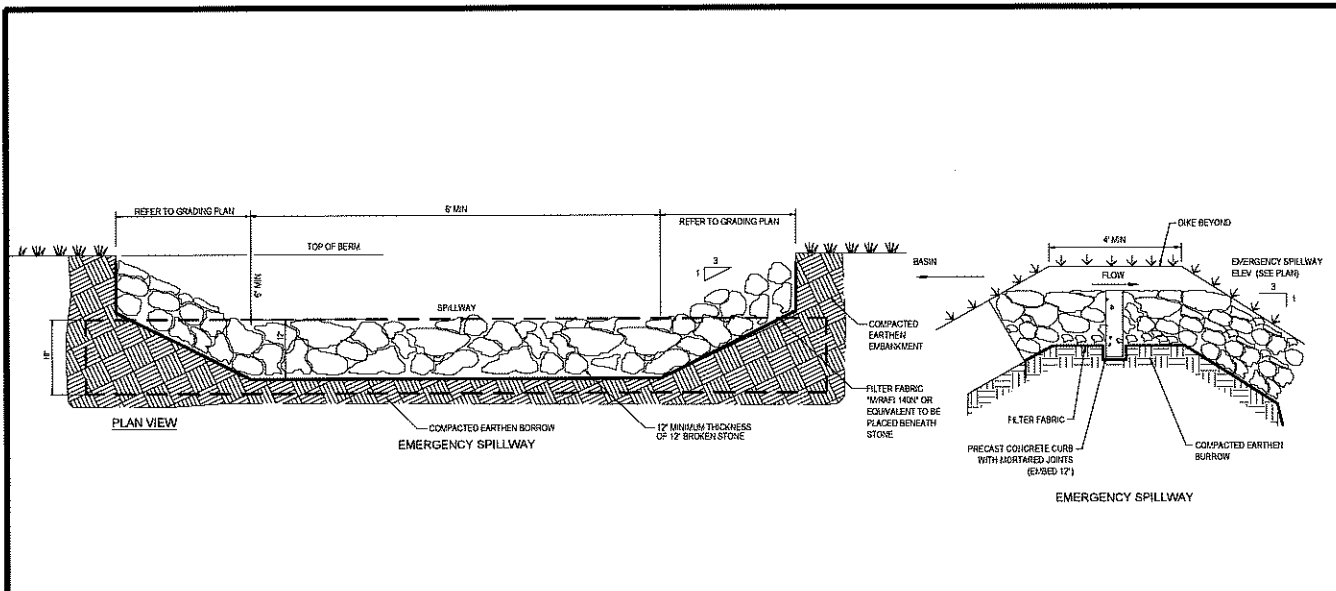 REFER TO GRADING PLAN
6' MIN
REFER TO GRADING PLAN
TOP OF BERM
6" MIN
3
1
SPILLWAY
12"
18"
COMPACTED
EARTHEN
EMBANKMENT
FILTER FABRIC
"MIRAFI 140N" OR
EQUIVALENT TO BE
PLACED BENEATH
STONE
PLAN VIEW
COMPACTED EARTHEN BORROW
12" MINIMUM THICKNESS
OF 12" BROKEN STONE
EMERGENCY SPILLWAY
DIKE BEYOND
4' MIN
BASIN
FLOW
EMERGENCY SPILLWAY
ELEV (SEE PLAN)
3
1
FILTER FABRIC
PRECAST CONCRETE CURB
WITH MORTARED JOINTS
(EMBED 12")
COMPACTED EARTHEN
BURROW
EMERGENCY SPILLWAY